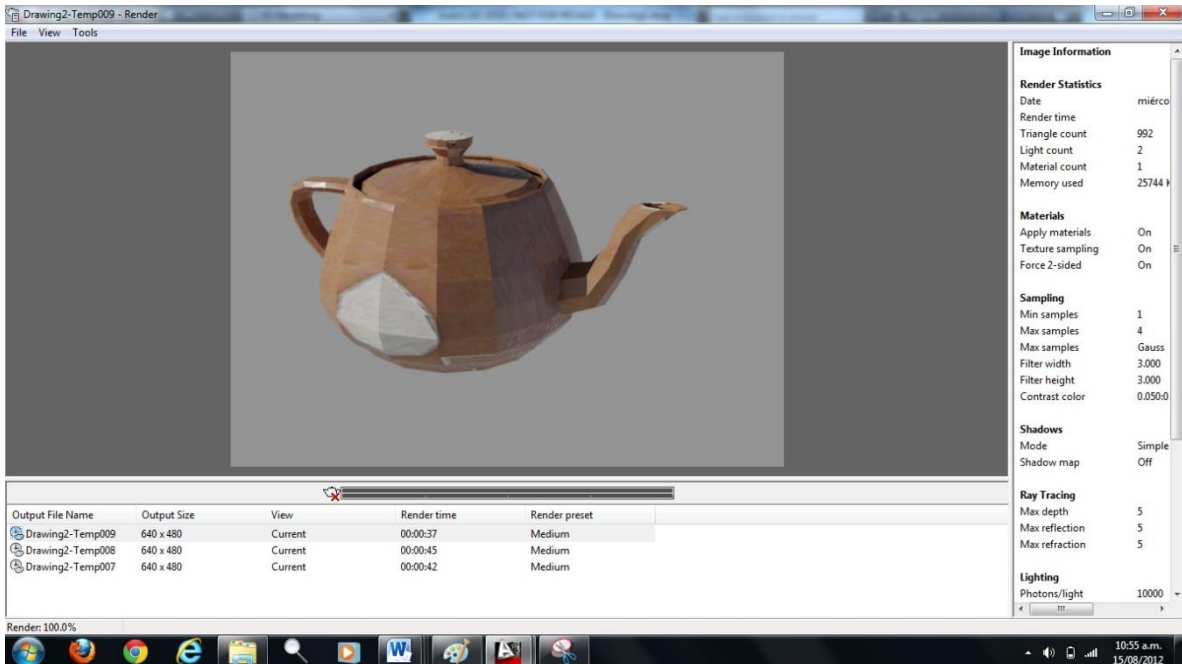 Drawing2-Temp009 - Render
File View Tools
Image Information
Render Statistics
Date miérco
Render time
Triangle count 992
Light count 2
Material count 1
Memory used 25744
Materials
Apply materials On
Texture sampling On
Force 2-sided On
Sampling
Min samples 1
Max samples 4
Max samples Gauss
Filter width 3.000
Filter height 3.000
Contrast color 0.050:0
Shadows
Mode Simple
Shadow map Off
Ray Tracing
Max depth 5
Max reflection 5
Max refraction 5
Lighting
Photons/light 10000
Output File Name Output Size View Render time Render preset
Drawing2-Temp009 640 x 480 Current 00:00:37 Medium
Drawing2-Temp008 640 x 480 Current 00:00:45 Medium
Drawing2-Temp007 640 x 480 Current 00:00:42 Medium
Render: 100.0%
10:55 a.m.
15/08/2012